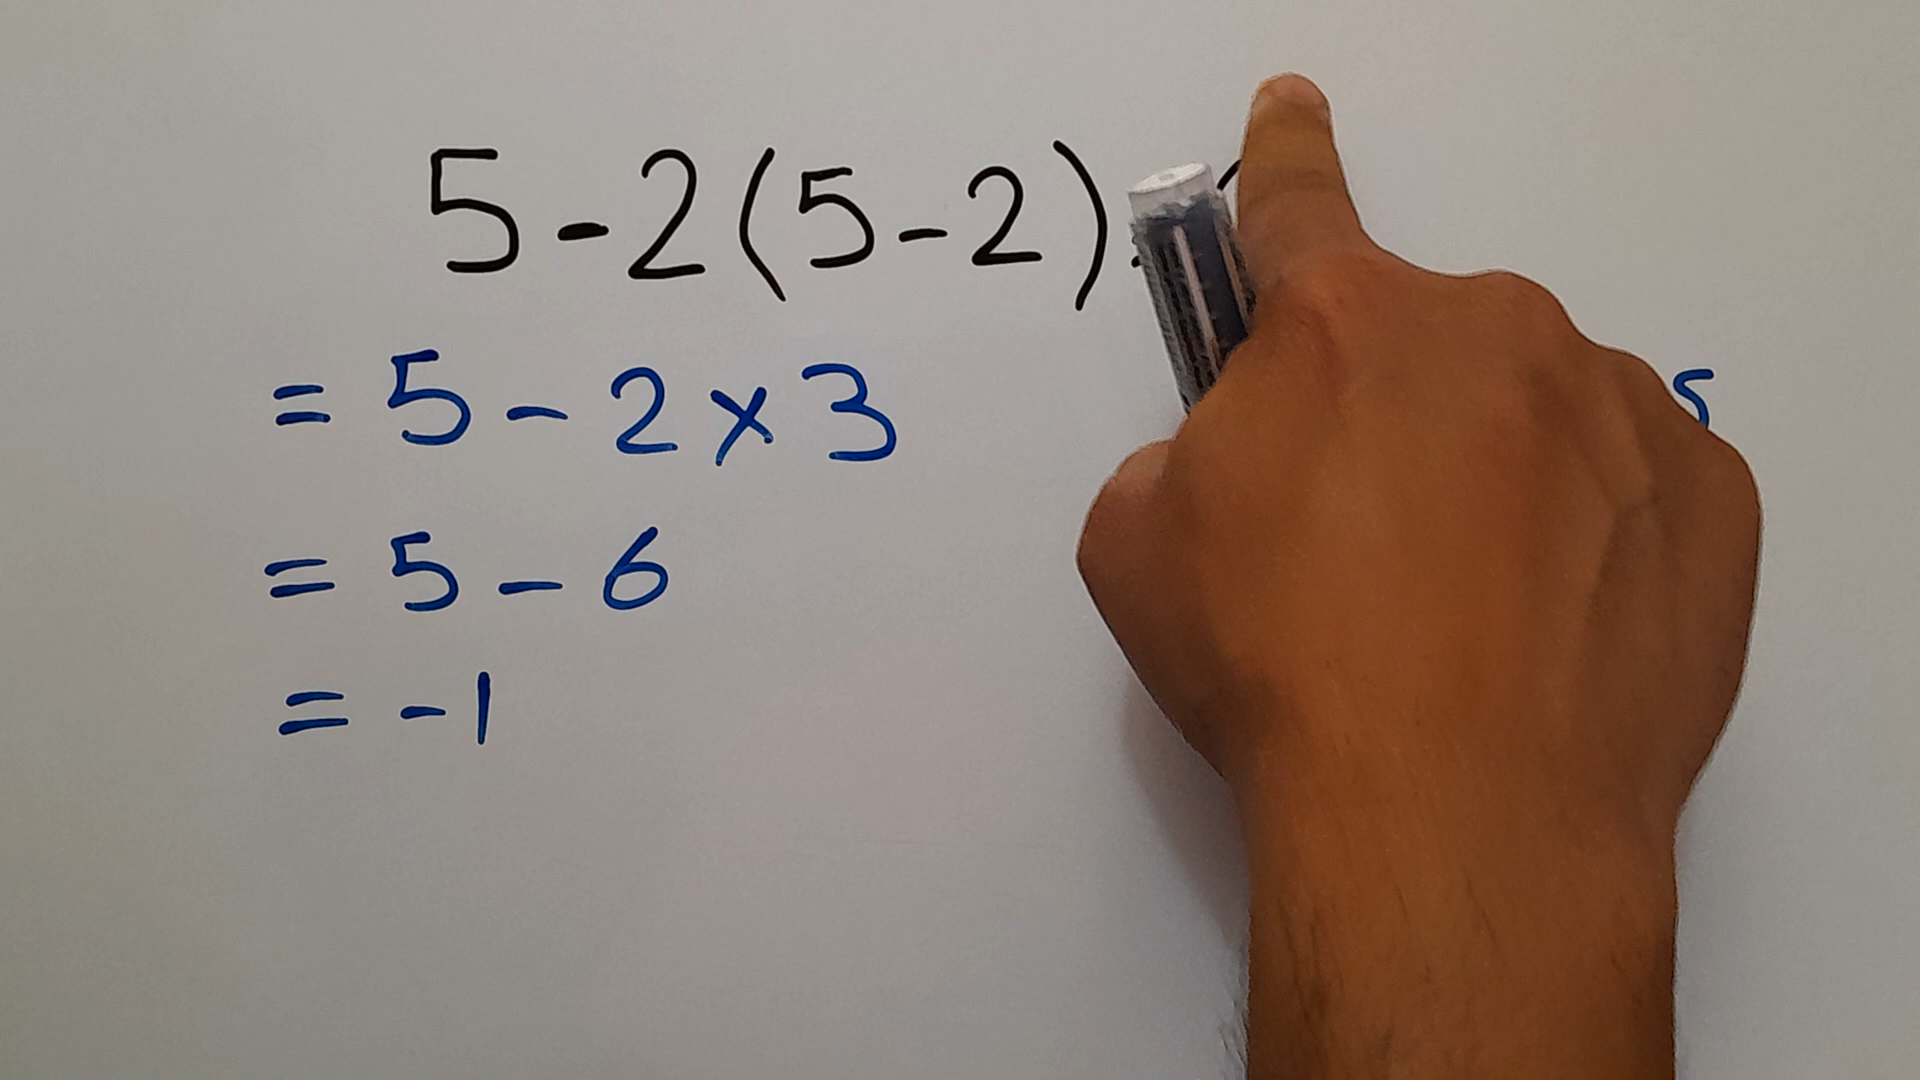 5-2(5-2)
= 5 - 2 × 3
= 5 - 6
= -1